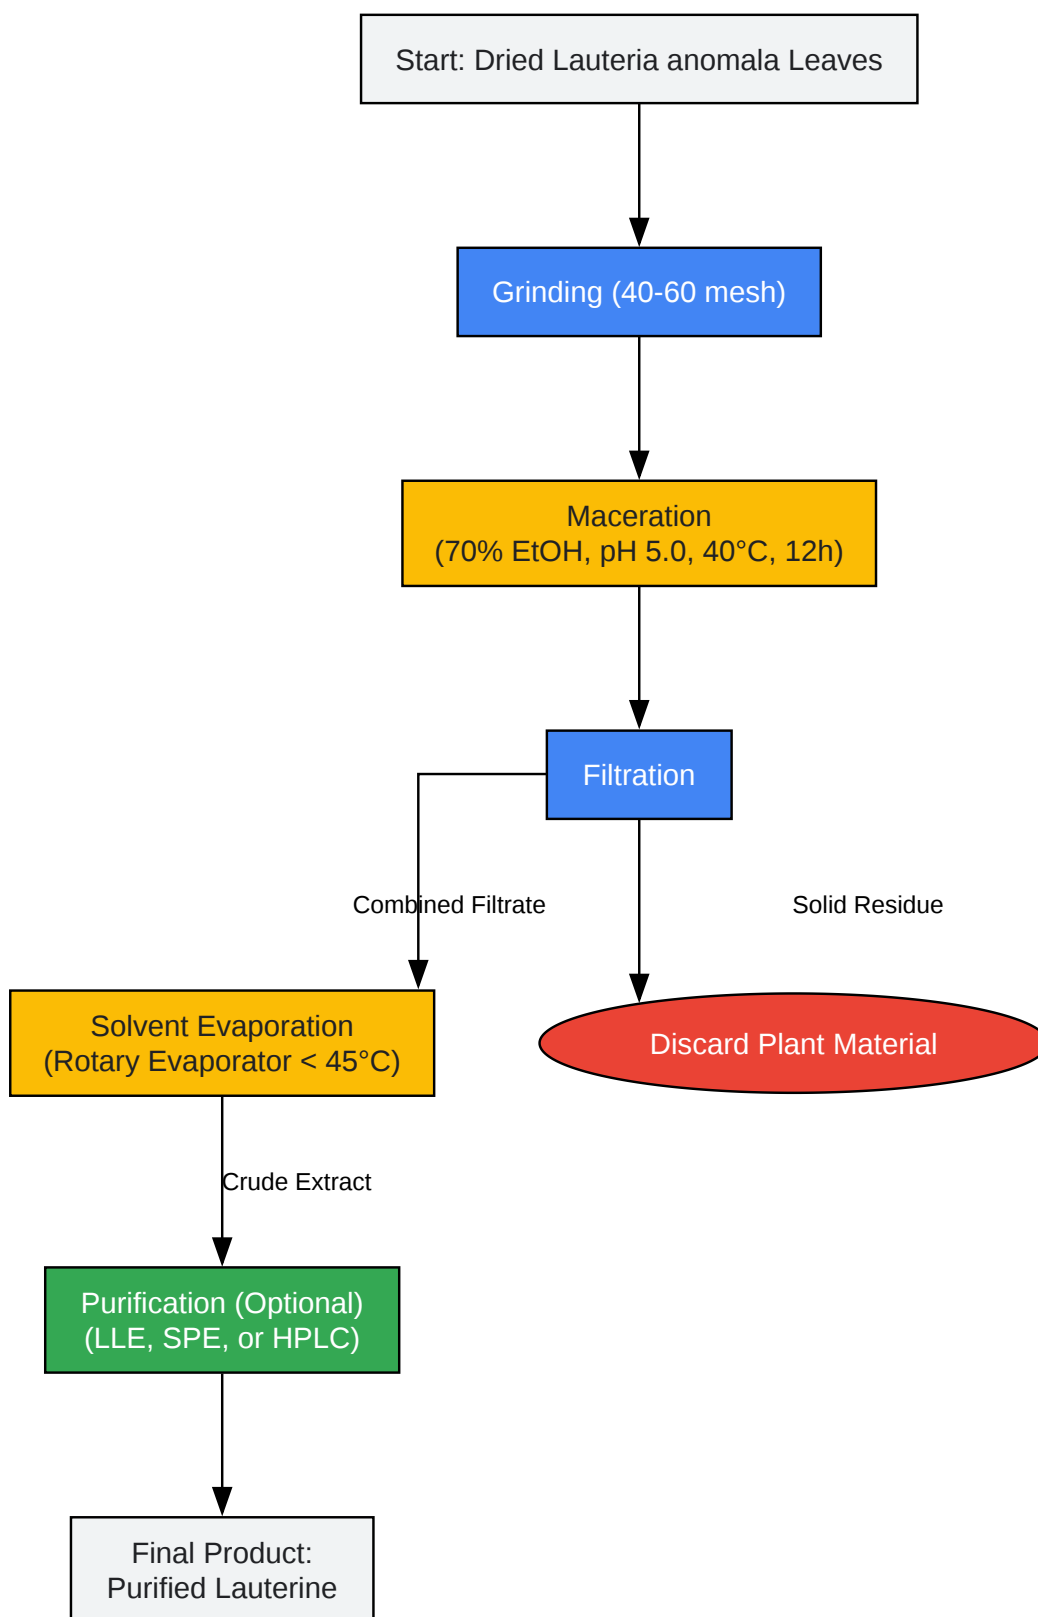 Start: Dried Lauteria anomala Leaves
Grinding (40-60 mesh)
Maceration
(70% EtOH, pH 5.0, 40°C, 12h)
Filtration
Combined Filtrate
Solid Residue
Solvent Evaporation
(Rotary Evaporator < 45°C)
Discard Plant Material
Crude Extract
Purification (Optional)
(LLE, SPE, or HPLC)
Final Product:
Purified Lauterine